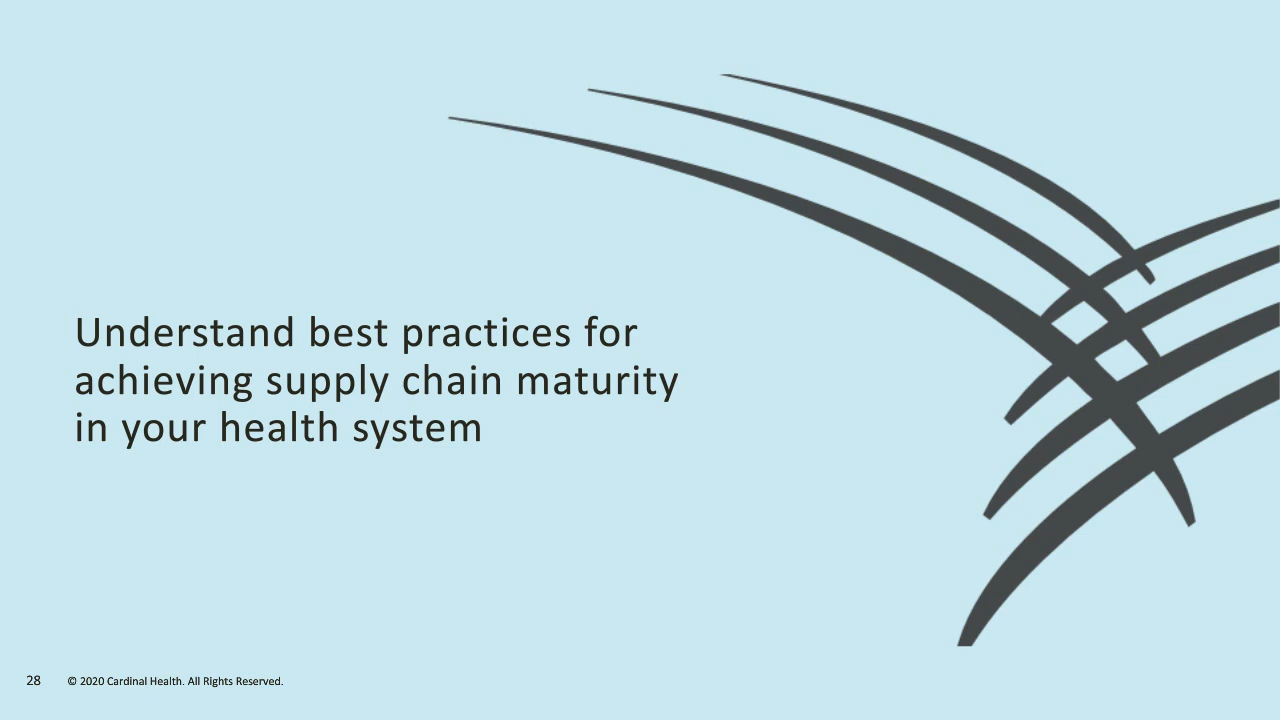 Understand best practices for
achieving supply chain maturity
in your health system
28 © 2020 Cardinal Health. All Rights Reserved.